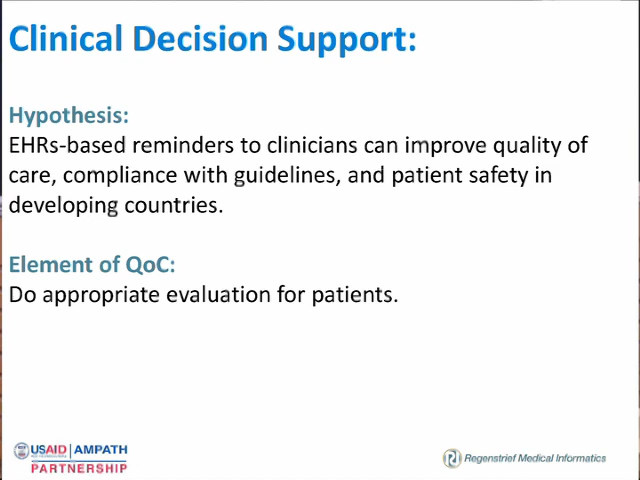 Clinical Decision Support:
Hypothesis:
EHRs-based reminders to clinicians can improve quality of
care, compliance with guidelines, and patient safety in
developing countries.
Element of QoC:
Do appropriate evaluation for patients.
USAID | AMPATH
PARTNERSHIP
Regenstrief Medical Informatics